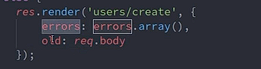 res.render('users/create', {
errors: errors.array(),
old: req.body
});